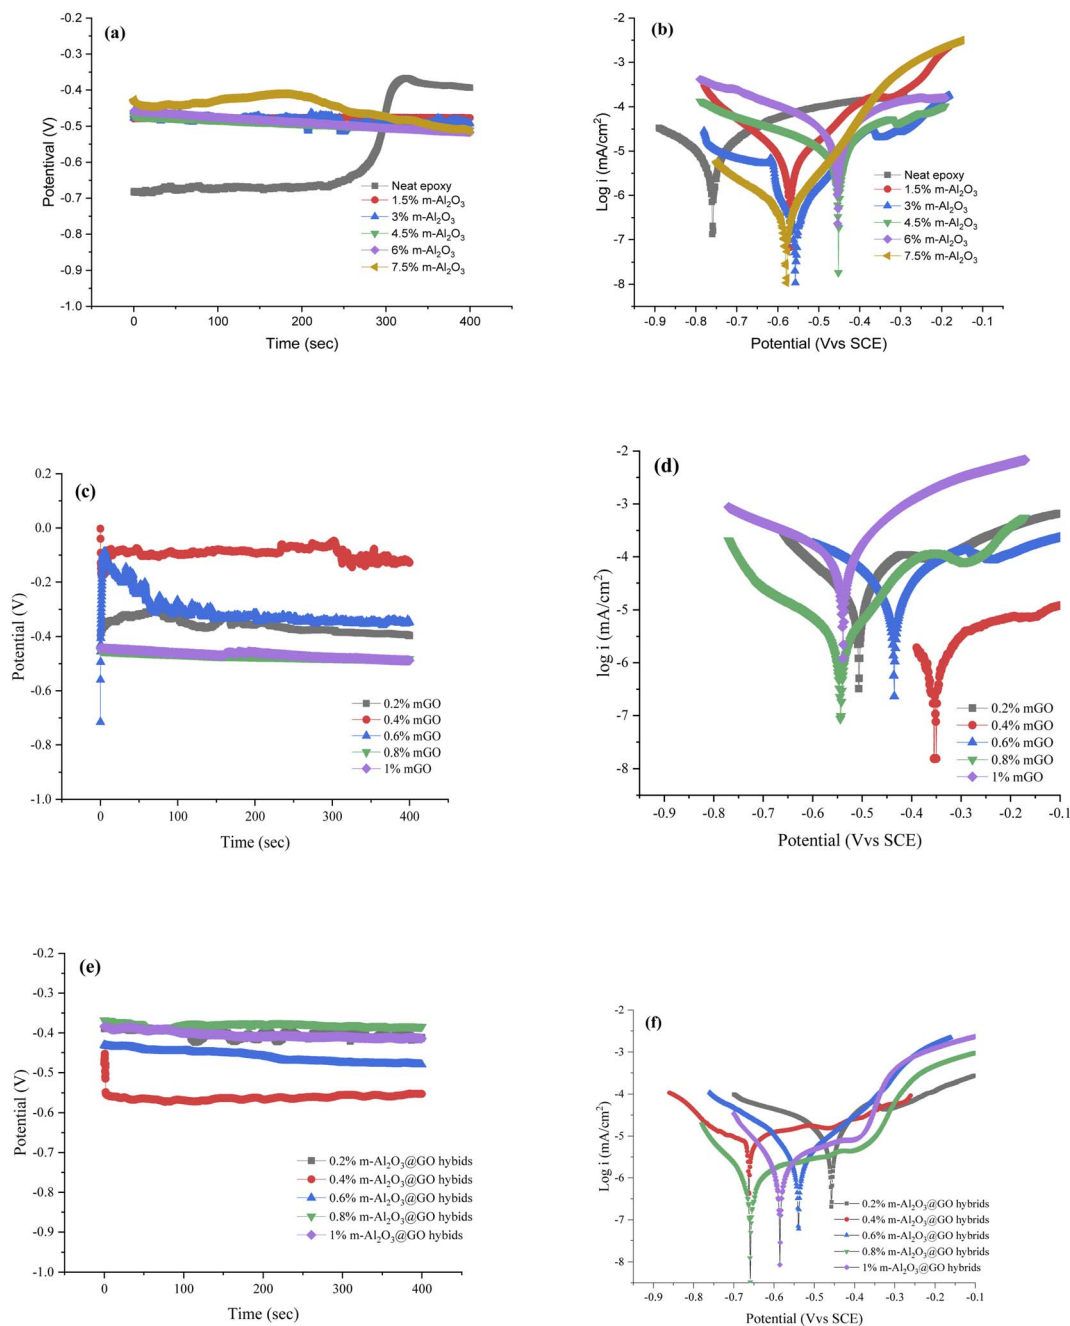 (a)
-0.2
-0.3
-0.4
-0.5
-0.6
-0.7
-0.8
-0.9
-1.0
Potentival (V)
0 100 200 300 400
Time (sec)
Neat epoxy
1.5% m-Al₂O₃
3% m-Al₂O₃
4.5% m-Al₂O₃
6% m-Al₂O₃
7.5% m-Al₂O₃
(b)
-2
-3
-4
-5
-6
-7
-8
Log i (mA/cm²)
-0.9 -0.8 -0.7 -0.6 -0.5 -0.4 -0.3 -0.2 -0.1
Potential (Vvs SCE)
Neat epoxy
1.5% m-Al₂O₃
3% m-Al₂O₃
4.5% m-Al₂O₃
6% m-Al₂O₃
7.5% m-Al₂O₃
(c)
0.2
0.0
-0.2
-0.4
-0.6
-0.8
-1.0
Potential (V)
0 100 200 300 400
Time (sec)
0.2% mGO
0.4% mGO
0.6% mGO
0.8% mGO
1% mGO
(d)
-2
-3
-4
-5
-6
-7
-8
log i (mA/cm²)
-0.9 -0.8 -0.7 -0.6 -0.5 -0.4 -0.3 -0.2 -0.1
Potential (Vvs SCE)
0.2% mGO
0.4% mGO
0.6% mGO
0.8% mGO
1% mGO
(e)
-0.2
-0.3
-0.4
-0.5
-0.6
-0.7
-0.8
-0.9
-1.0
Potential (V)
0 100 200 300 400
Time (sec)
0.2% m-Al₂O₃@GO hybids
0.4% m-Al₂O₃@GO hybids
0.6% m-Al₂O₃@GO hybids
0.8% m-Al₂O₃@GO hybids
1% m-Al₂O₃@GO hybids
(f)
-2
-3
-4
-5
-6
-7
-8
Log i (mA/cm²)
-0.9 -0.8 -0.7 -0.6 -0.5 -0.4 -0.3 -0.2 -0.1
Potential (Vvs SCE)
0.2% m-Al₂O₃@GO hybrids
0.4% m-Al₂O₃@GO hybrids
0.6% m-Al₂O₃@GO hybrids
0.8% m-Al₂O₃@GO hybrids
1% m-Al₂O₃@GO hybrids